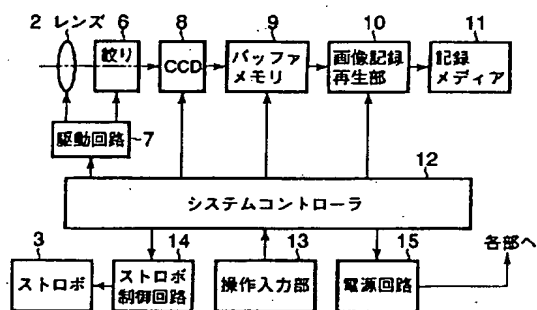 2 レンズ
6
絞り
8
CCD
9
バッファ
メモリ
10
画像記録
再生部
11
記録
メディア
駆動回路
7
12
システムコントローラ
3
ストロボ
14
ストロボ
制御回路
13
操作入力部
15
電源回路
各部へ